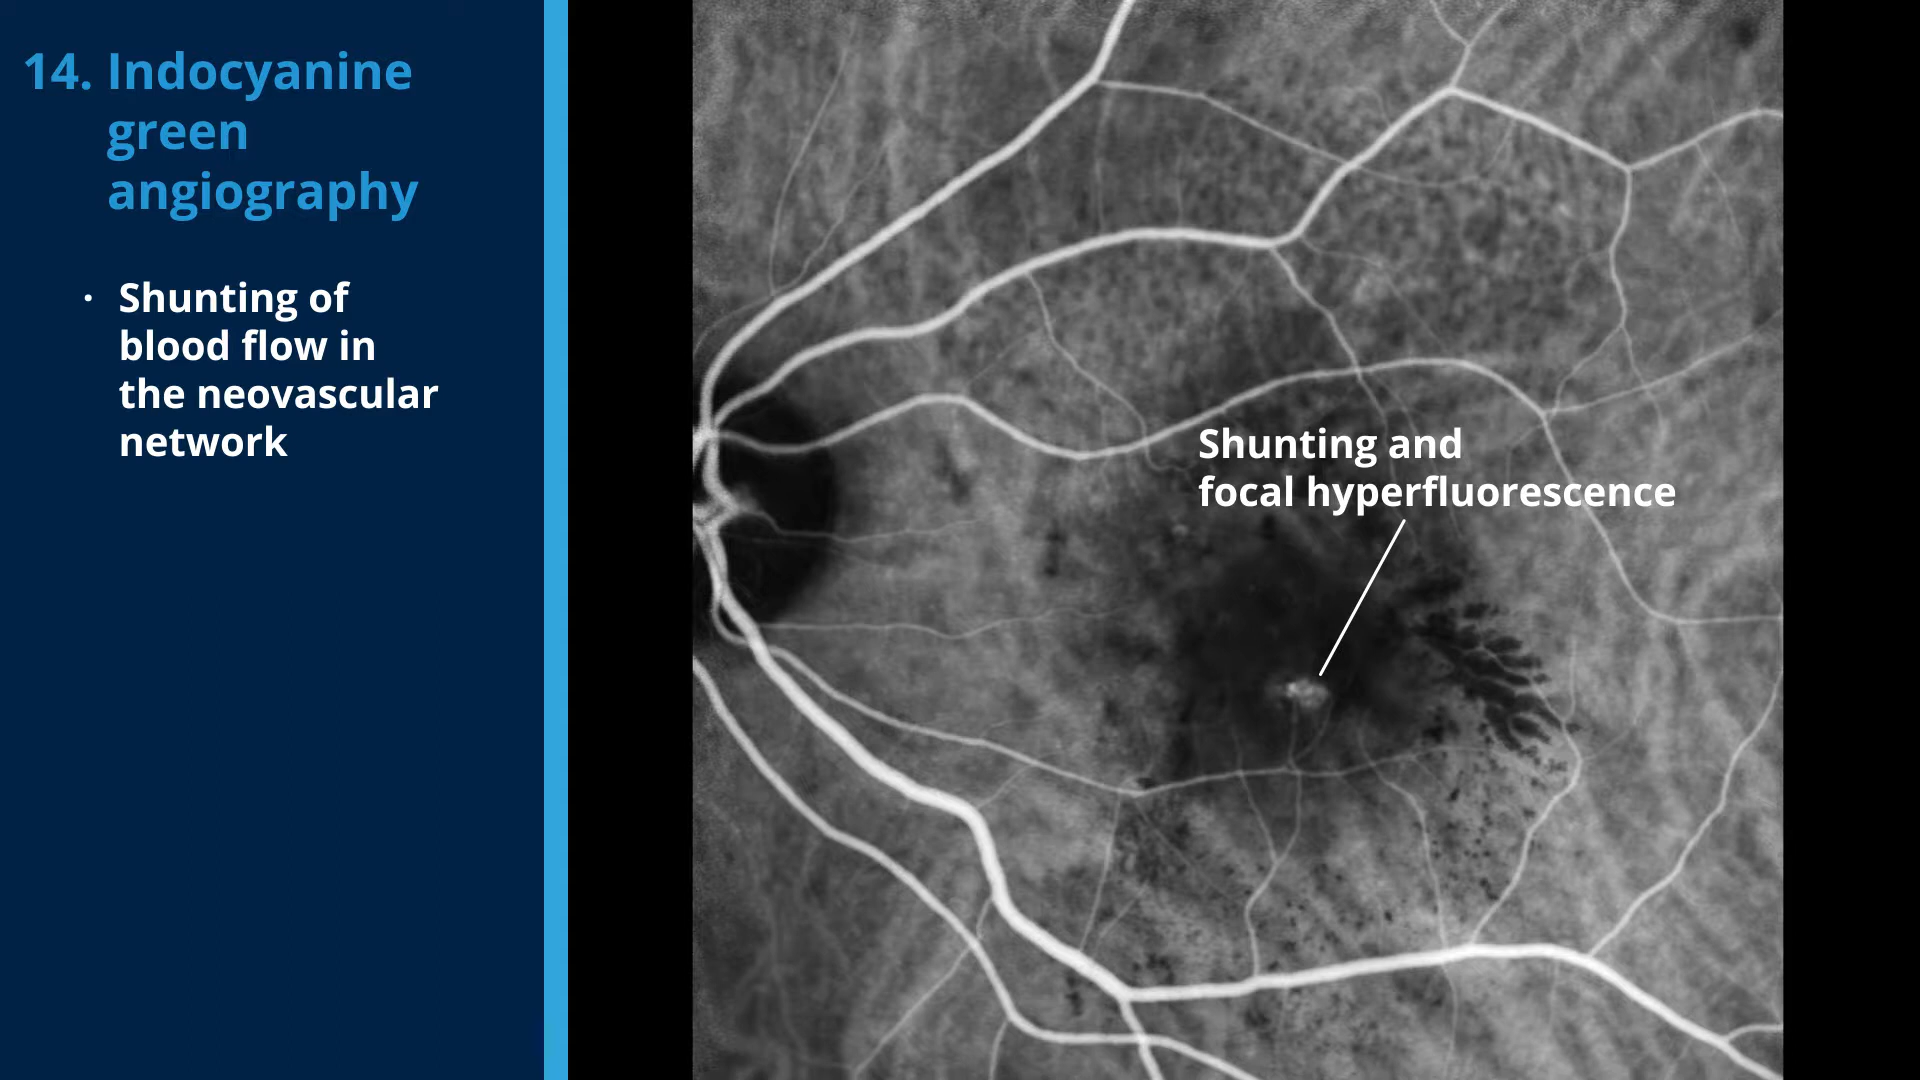 14. Indocyanine
green
angiography
· Shunting of
blood flow in
the neovascular
network
Shunting and
focal hyperfluorescence